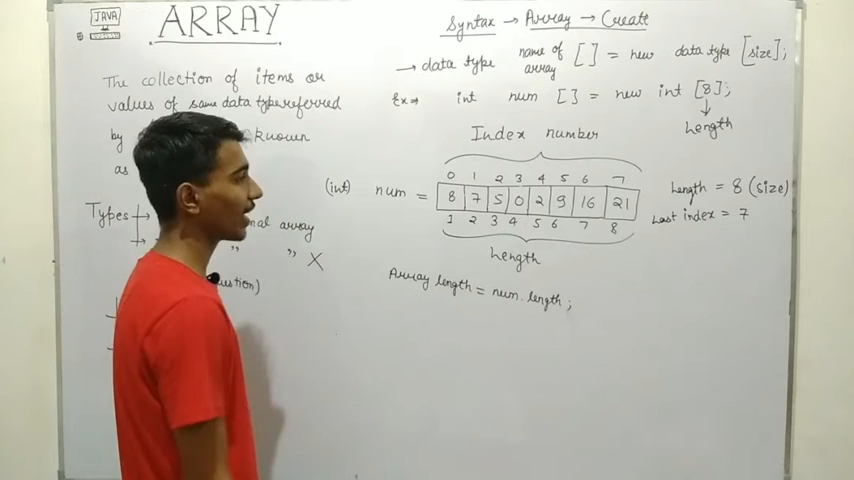 JAVA
ARRAY
The collection of items or
values of same data type referred
by known
as
Types
nal array
"
" X
uestion)
Syntax → Array → Create
→ data type name of array [ ] = new data type [size];
Ex ⇒ int num [ ] = new int [8];
Length
Index number
0 1 2 3 4 5 6 7
(int) num = 8 7 5 0 2 9 16 21
1 2 3 4 5 6 7 8
Length
Length = 8 (size)
Last index = 7
Array length = num.length;